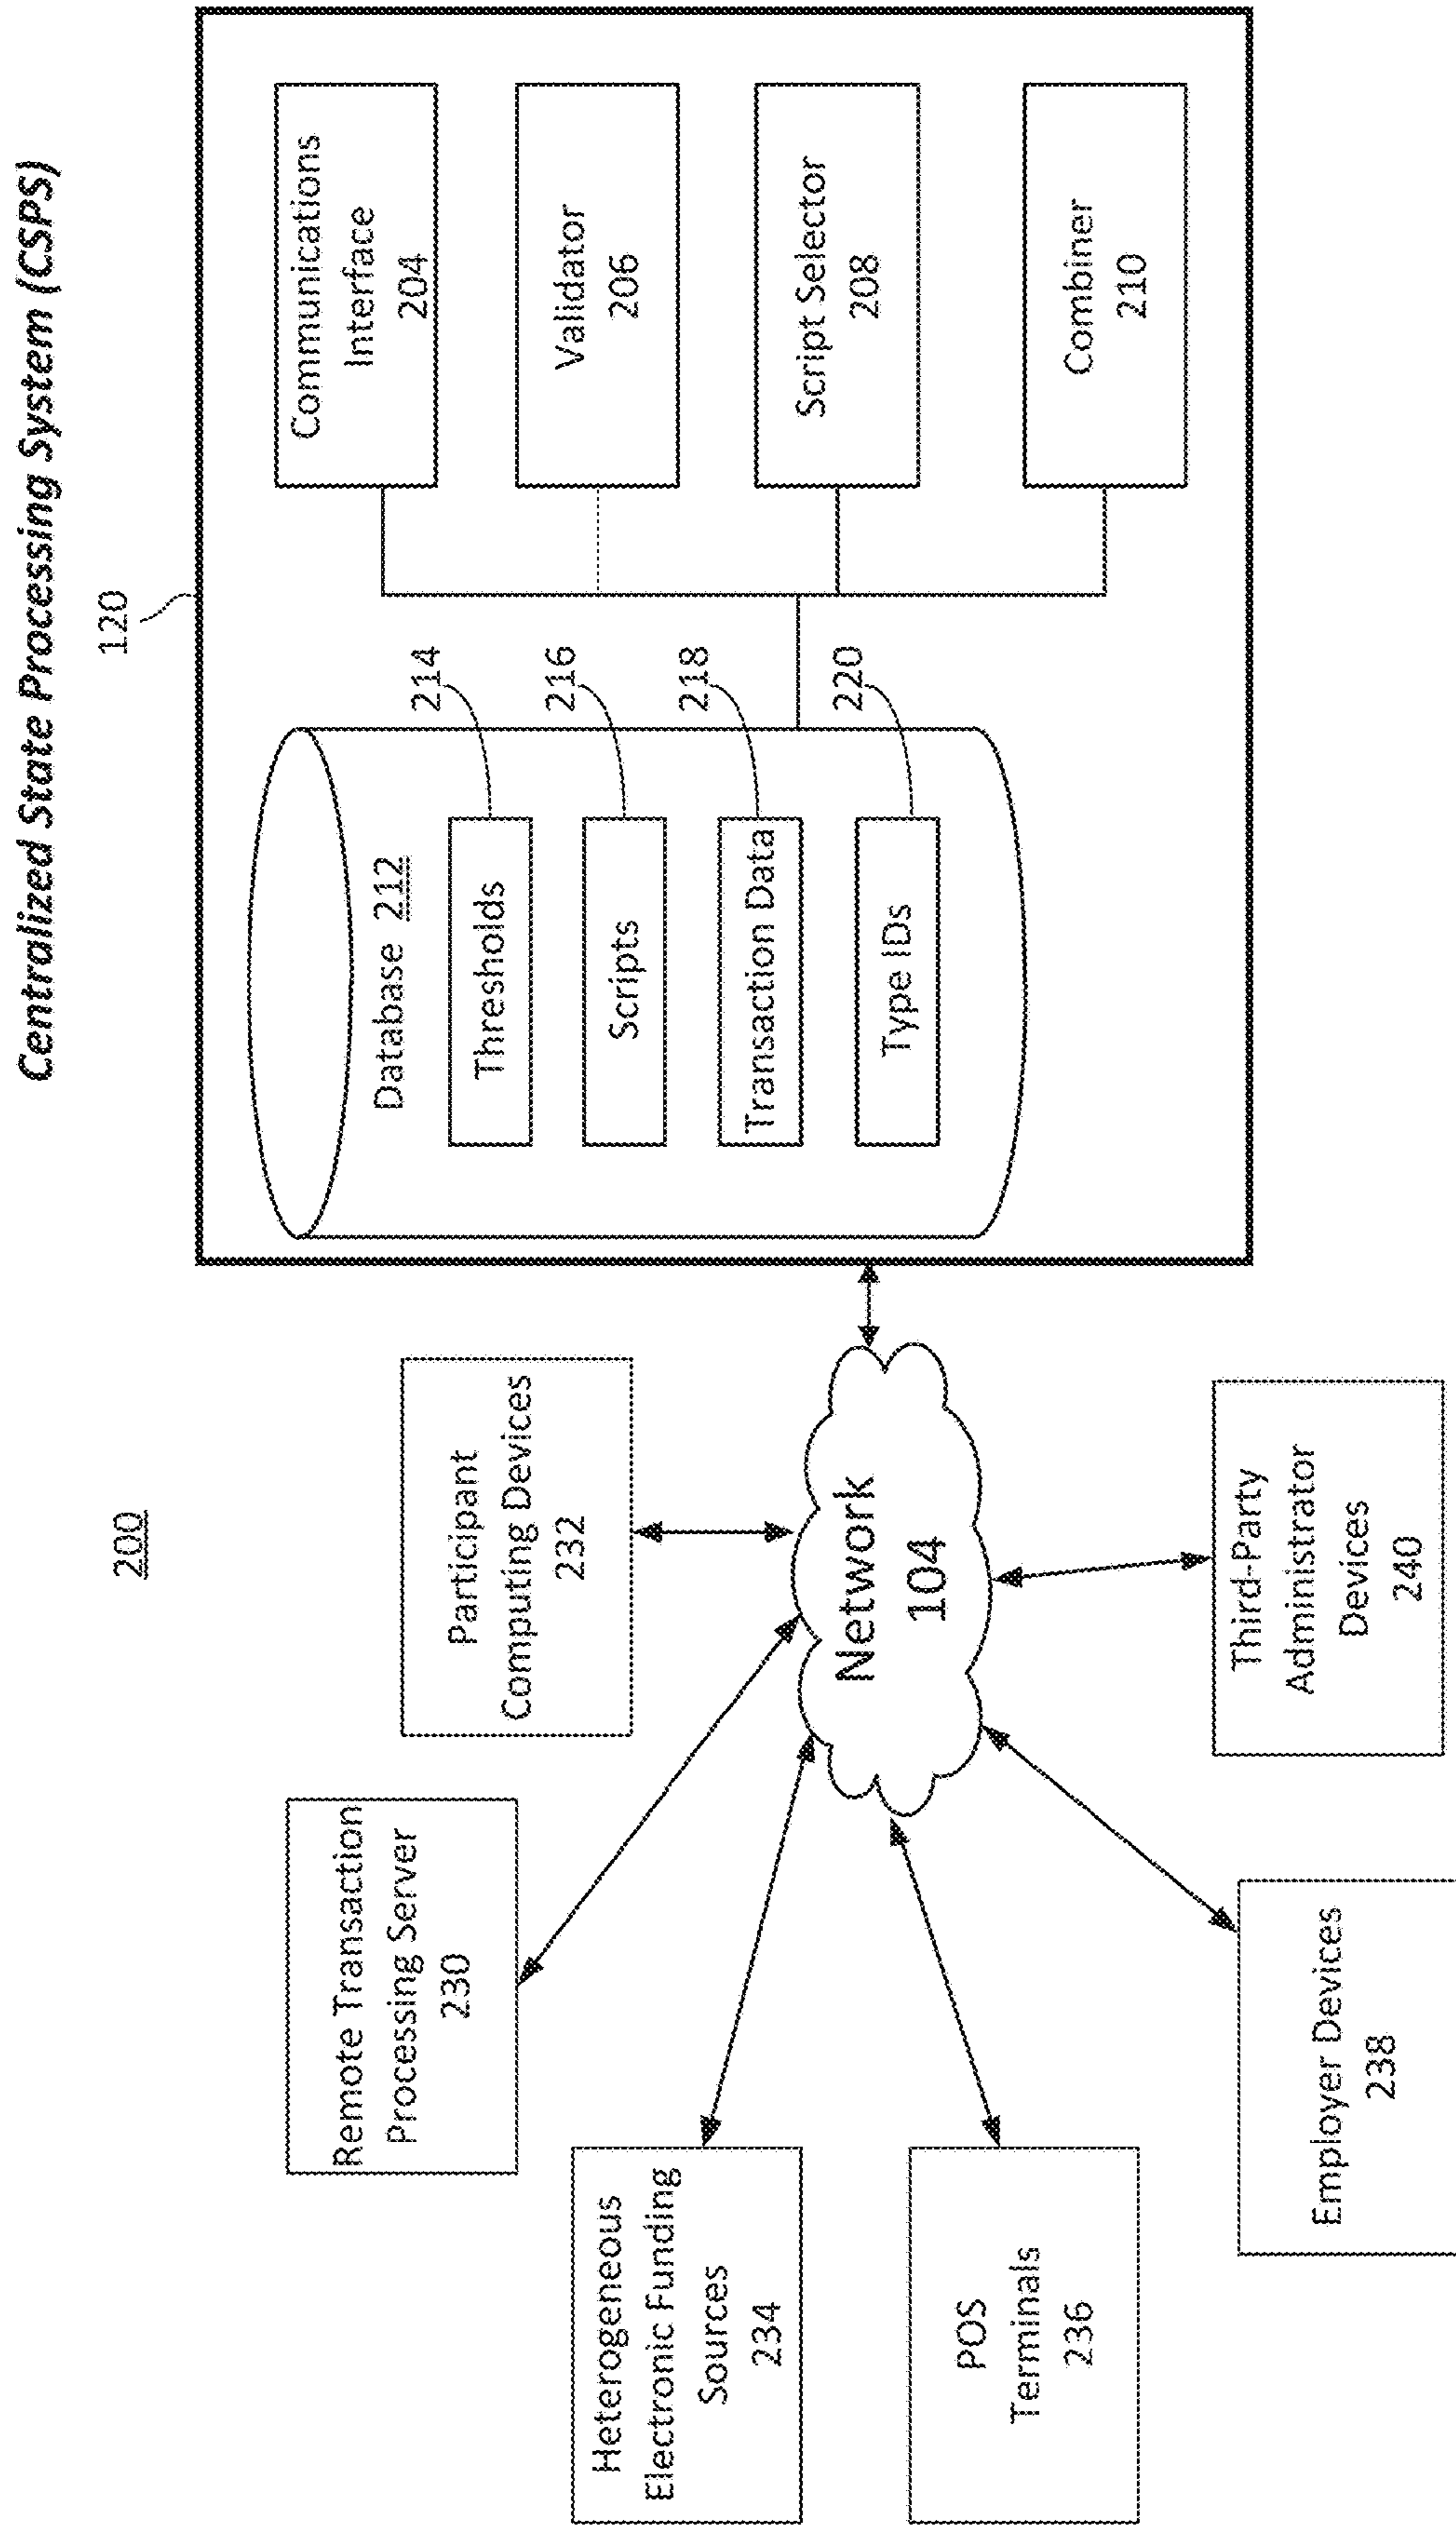 200
Centralized State Processing System (CSPS)
120
Remote Transaction
Processing Server
230
Participant
Computing Devices
232
Heterogeneous
Electronic Funding
Sources
234
Network
104
POS
Terminals
236
Employer Devices
238
Third-Party
Administrator
Devices
240
Database 212
Thresholds
214
Scripts
216
Transaction Data
218
Type IDs
220
Communications
Interface
204
Validator
206
Script Selector
208
Combiner
210